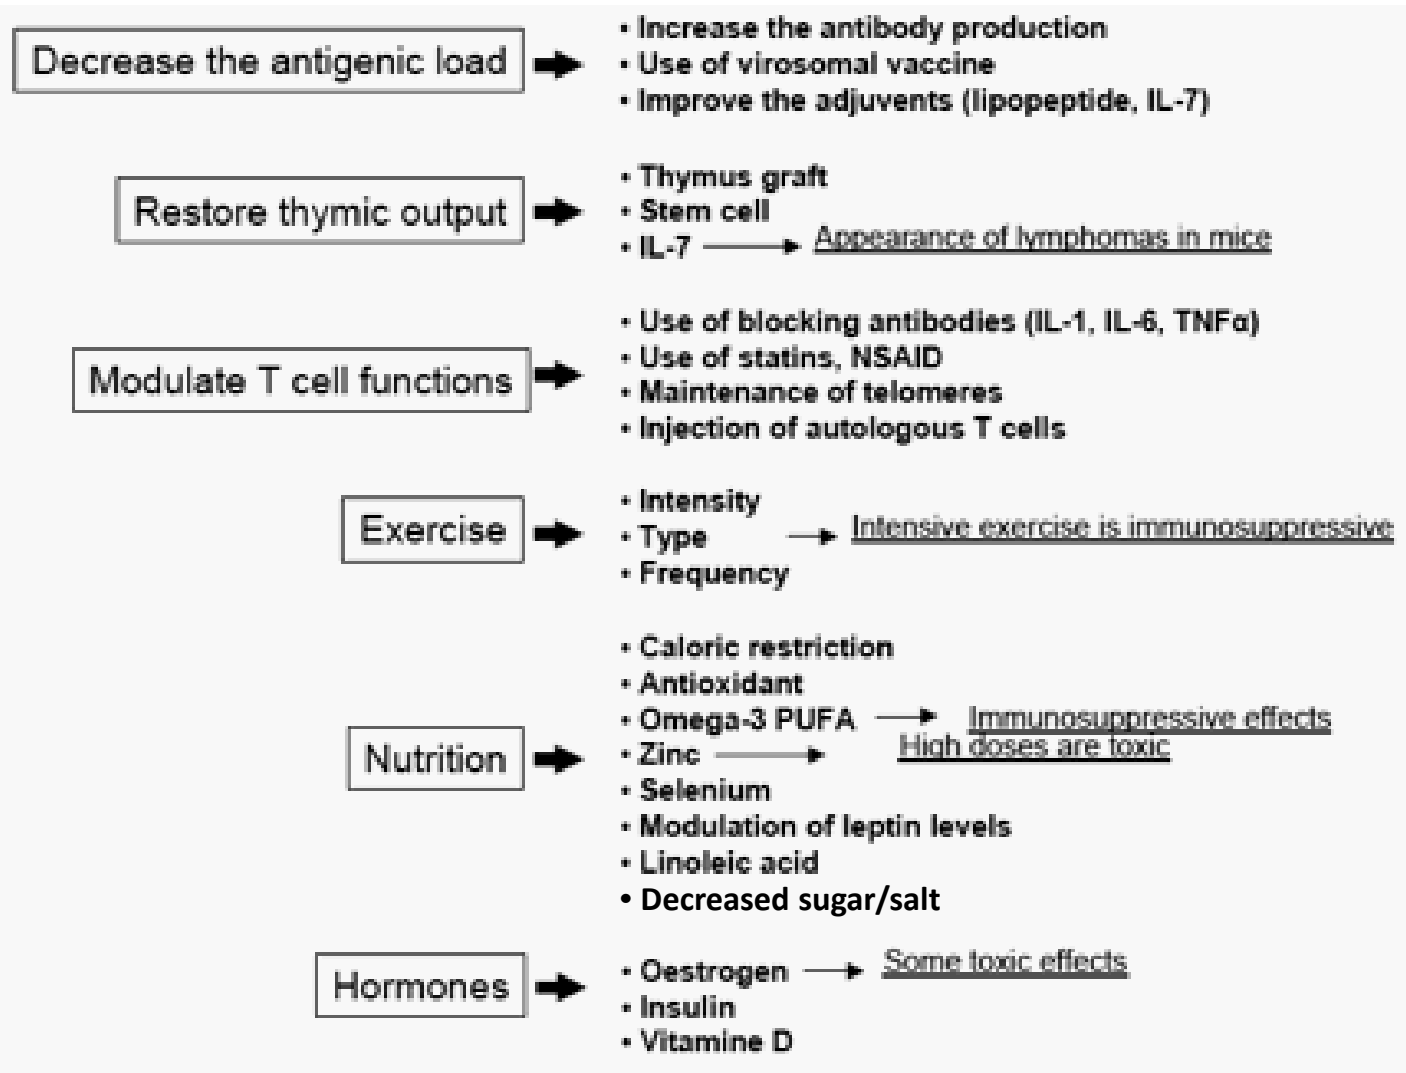 Decrease the antigenic load
• Increase the antibody production
• Use of virosomal vaccine
• Improve the adjuvents (lipopeptide, IL-7)
Restore thymic output
• Thymus graft
• Stem cell
• IL-7
Appearance of lymphomas in mice
Modulate T cell functions
• Use of blocking antibodies (IL-1, IL-6, TNFα)
• Use of statins, NSAID
• Maintenance of telomeres
• Injection of autologous T cells
Exercise
• Intensity
• Type
• Frequency
Intensive exercise is immunosuppressive
Nutrition
• Caloric restriction
• Antioxidant
• Omega-3 PUFA
Immunosuppressive effects
• Zinc
High doses are toxic
• Selenium
• Modulation of leptin levels
• Linoleic acid
• Decreased sugar/salt
Hormones
• Oestrogen
Some toxic effects
• Insulin
• Vitamine D